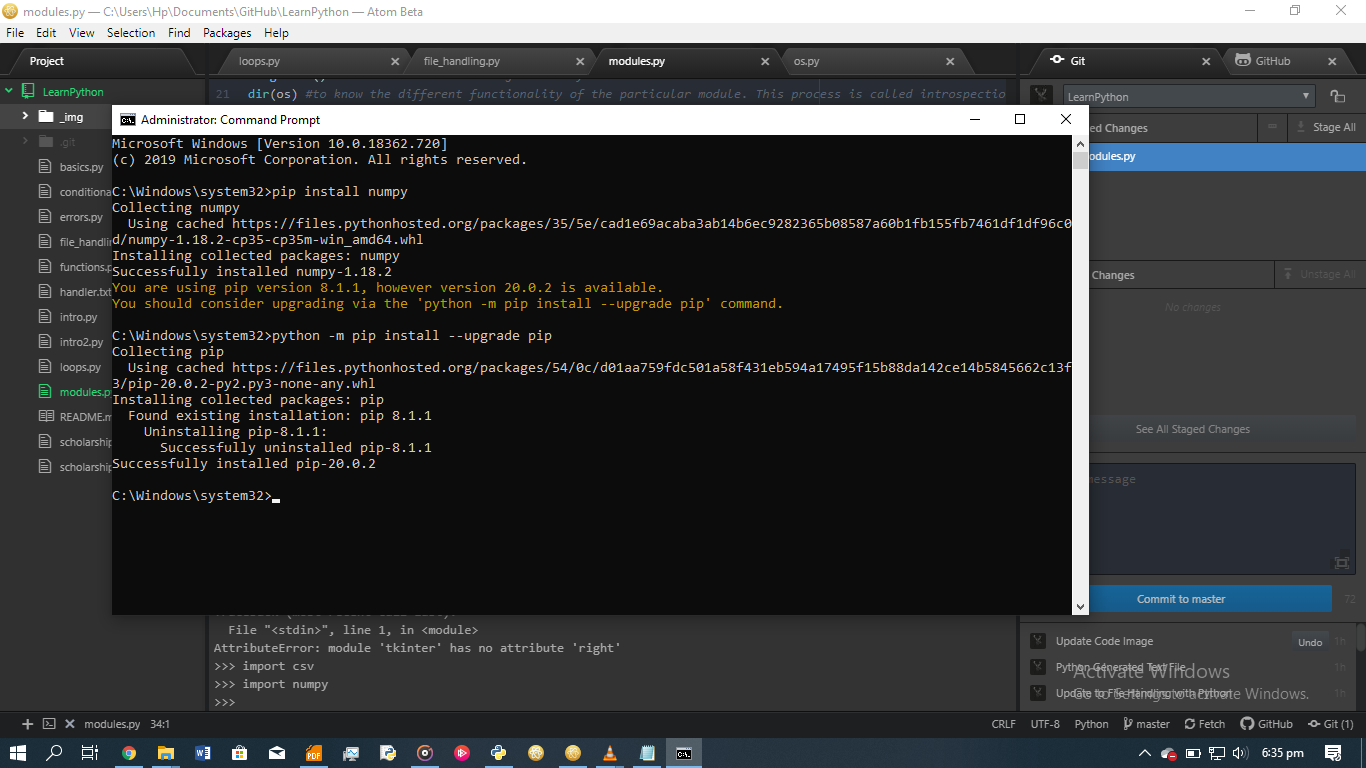 modules.py — C:\Users\Hp\Documents\GitHub\LearnPython — Atom Beta
File Edit View Selection Find Packages Help
Project
loops.py
file_handling.py
modules.py
os.py
Git
GitHub
LearnPython
21 dir(os) #to know the different functionality of the particular module. This process is called introspectio
LearnPython
_img
.git
basics.py
conditiona
errors.py
file_handlin
functions.p
handler.txt
intro.py
intro2.py
loops.py
modules.py
README.m
scholarship
scholarship
Administrator: Command Prompt
Microsoft Windows [Version 10.0.18362.720]
(c) 2019 Microsoft Corporation. All rights reserved.
C:\Windows\system32>pip install numpy
Collecting numpy
Using cached https://files.pythonhosted.org/packages/35/5e/cad1e69acaba3ab14b6ec9282365b08587a60b1fb155fb7461df1df96c0
d/numpy-1.18.2-cp35-cp35m-win_amd64.whl
Installing collected packages: numpy
Successfully installed numpy-1.18.2
You are using pip version 8.1.1, however version 20.0.2 is available.
You should consider upgrading via the 'python -m pip install --upgrade pip' command.
C:\Windows\system32>python -m pip install --upgrade pip
Collecting pip
Using cached https://files.pythonhosted.org/packages/54/0c/d01aa759fdc501a58f431eb594a17495f15b88da142ce14b5845662c13f
3/pip-20.0.2-py2.py3-none-any.whl
Installing collected packages: pip
Found existing installation: pip 8.1.1
Uninstalling pip-8.1.1:
Successfully uninstalled pip-8.1.1
Successfully installed pip-20.0.2
C:\Windows\system32>
ed Changes
Stage All
odules.py
Changes
Unstage All
No changes
See All Staged Changes
message
Commit to master
72
File "<stdin>", line 1, in <module>
AttributeError: module 'tkinter' has no attribute 'right'
>>> import csv
>>> import numpy
>>>
Update Code Image
Undo
1h
Python Generated Text File
1h
Update to File Handling with Python
1h
Activate Windows
Go to Settings to activate Windows.
modules.py 34:1
CRLF UTF-8 Python master Fetch GitHub Git (1)
6:35 pm